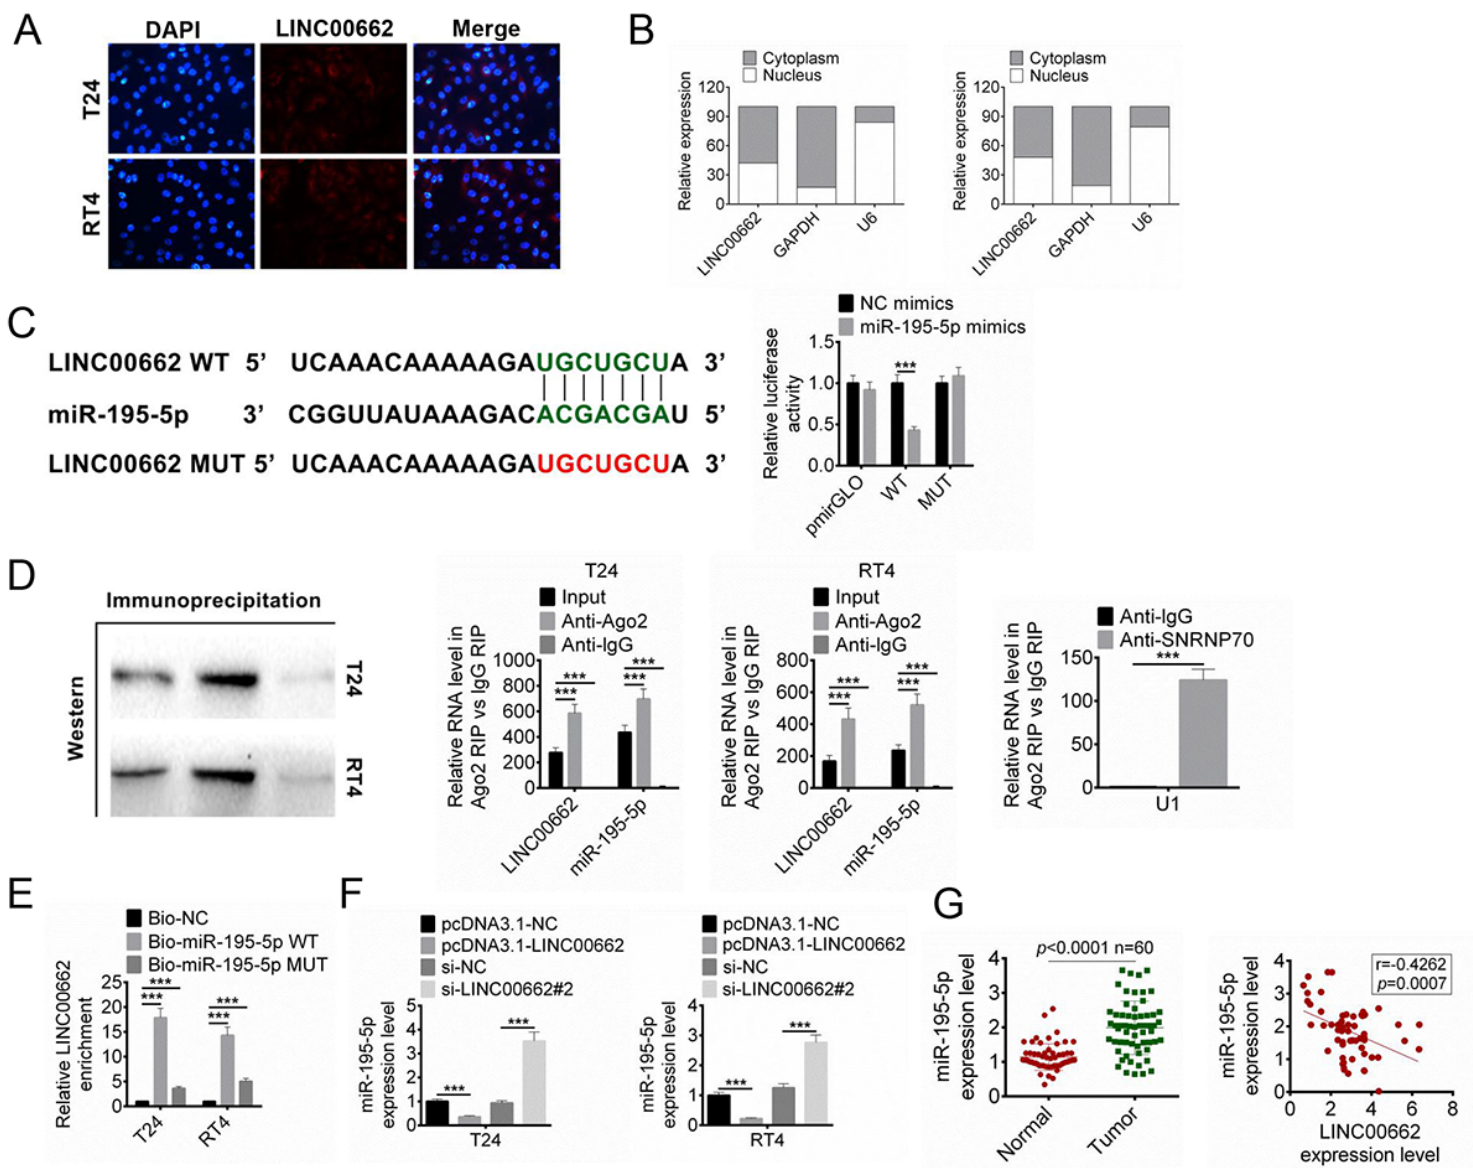 A
DAPI LINC00662 Merge
T24
RT4
B
Cytoplasm
Nucleus
Relative expression
120
90
60
30
0
LINC00662 GAPDH U6
Cytoplasm
Nucleus
Relative expression
120
90
60
30
0
LINC00662 GAPDH U6
C
LINC00662 WT 5’ UCAAACAAAAAGAUGCUGCUA 3’
miR-195-5p 3’ CGGUUAUAAAGACACGACGAU 5’
LINC00662 MUT 5’ UCAAACAAAAAGAUGCUGCUA 3’
NC mimics
miR-195-5p mimics
Relative luciferase
activity
1.5
1.0
0.5
0.0
***
pmirGLO WT MUT
D
Immunoprecipitation
Western
T24
RT4
T24
Input
Anti-Ago2
Anti-IgG
Relative RNA level in
Ago2 RIP vs IgG RIP
1000
800
600
400
200
0
***
***
***
***
LINC00662 miR-195-5p
RT4
Input
Anti-Ago2
Anti-IgG
Relative RNA level in
Ago2 RIP vs IgG RIP
800
600
400
200
0
***
***
***
***
LINC00662 miR-195-5p
Anti-IgG
Anti-SNRNP70
Relative RNA level in
Ago2 RIP vs IgG RIP
150
100
50
0
***
U1
E
Bio-NC
Bio-miR-195-5p WT
Bio-miR-195-5p MUT
Relative LINC00662
enrichment
25
20
15
10
5
0
***
***
***
***
T24 RT4
F
pcDNA3.1-NC
pcDNA3.1-LINC00662
si-NC
si-LINC00662#2
miR-195-5p
expression level
5
4
3
2
1
0
***
***
T24
pcDNA3.1-NC
pcDNA3.1-LINC00662
si-NC
si-LINC00662#2
miR-195-5p
expression level
4
3
2
1
0
***
***
RT4
G
p<0.0001 n=60
miR-195-5p
expression level
4
3
2
1
0
Normal Tumor
r=-0.4262
p=0.0007
miR-195-5p
expression level
4
3
2
1
0
0 2 4 6 8
LINC00662
expression level